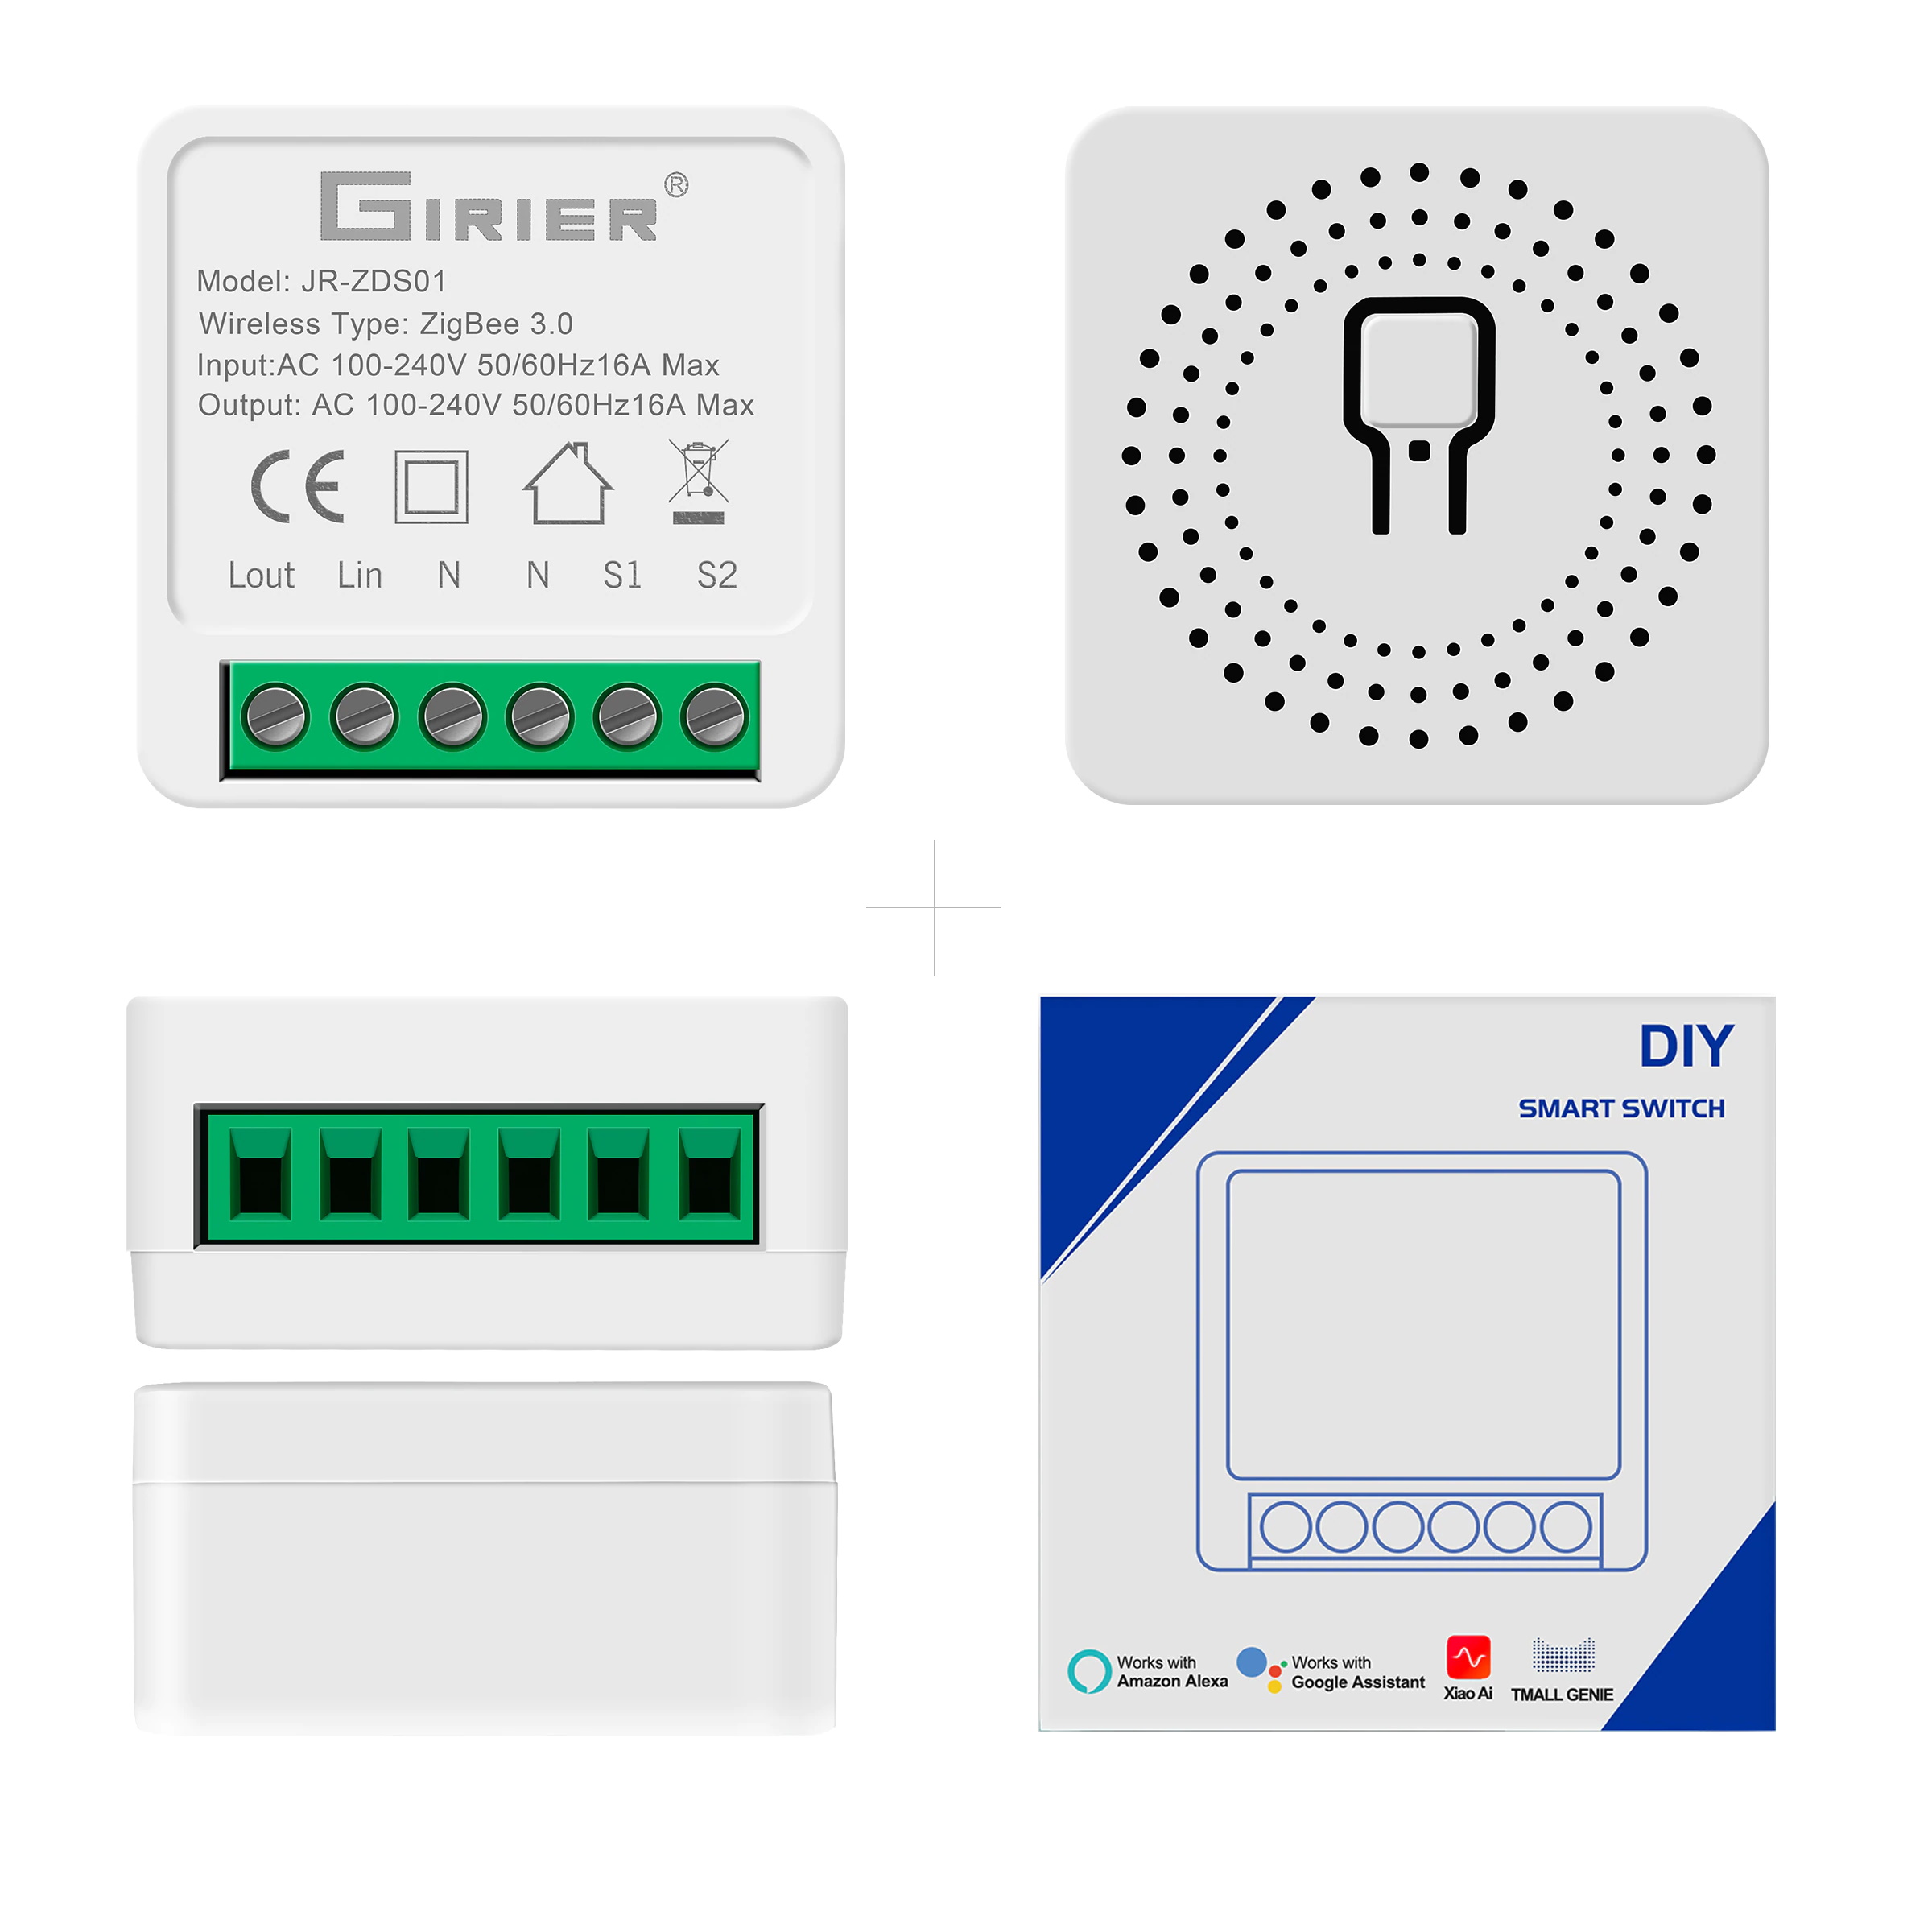 GIRIER®
Model: JR-ZDS01
Wireless Type: ZigBee 3.0
Input:AC 100-240V 50/60Hz16A Max
Output: AC 100-240V 50/60Hz16A Max
CE
Lout Lin N N S1 S2
DIY
SMART SWITCH
Works with
Amazon Alexa
Works with
Google Assistant
Xiao Ai
TMALL GENIE